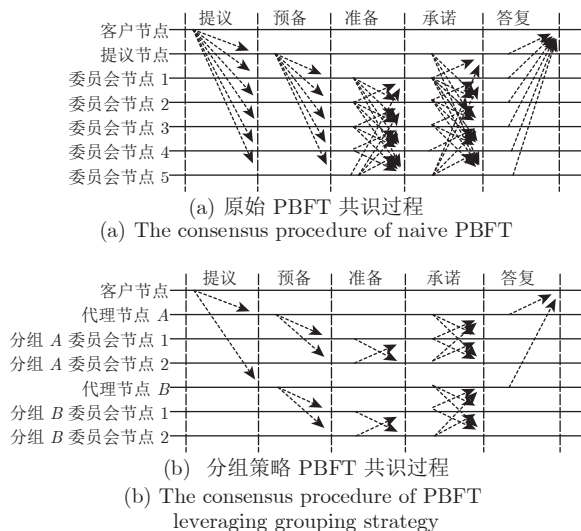 提议 预备 准备 承诺 答复
客户节点
提议节点
委员会节点 1
委员会节点 2
委员会节点 3
委员会节点 4
委员会节点 5
(a) 原始 PBFT 共识过程
(a) The consensus procedure of naive PBFT
提议 预备 准备 承诺 答复
客户节点
代理节点 A
分组 A 委员会节点 1
分组 A 委员会节点 2
代理节点 B
分组 B 委员会节点 1
分组 B 委员会节点 2
(b) 分组策略 PBFT 共识过程
(b) The consensus procedure of PBFT
leveraging grouping strategy